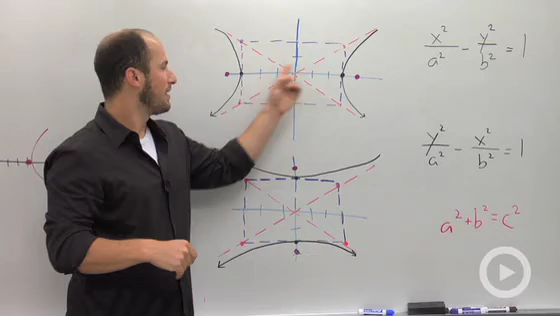 x²/a² - y²/b² = 1
y²/a² - x²/b² = 1
a² + b² = c²